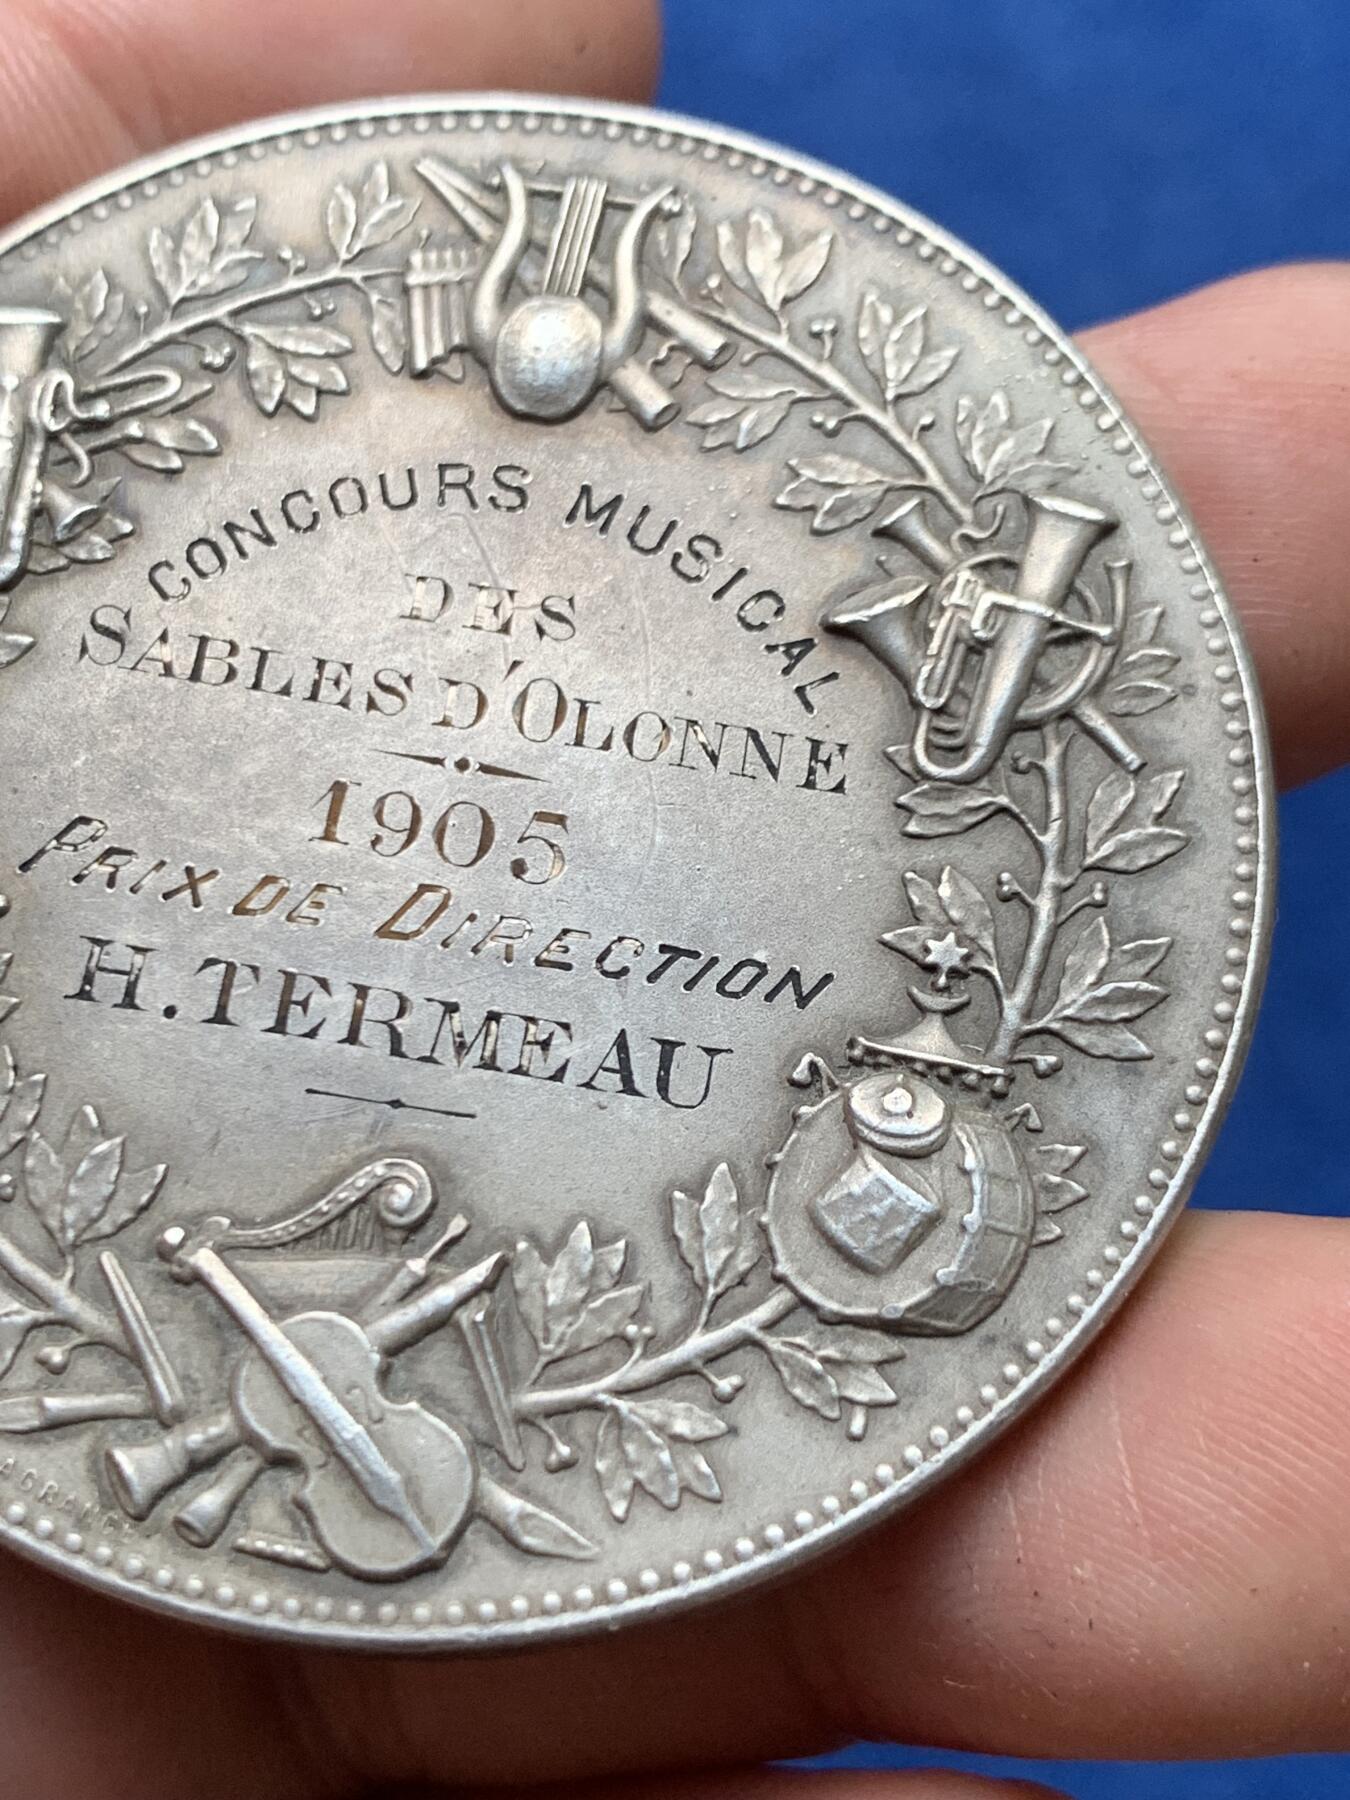 CONCOURS MUSICAL
DES
SABLES D'OLONNE
1905
PRIX DE DIRECTION
H. TERMEAU